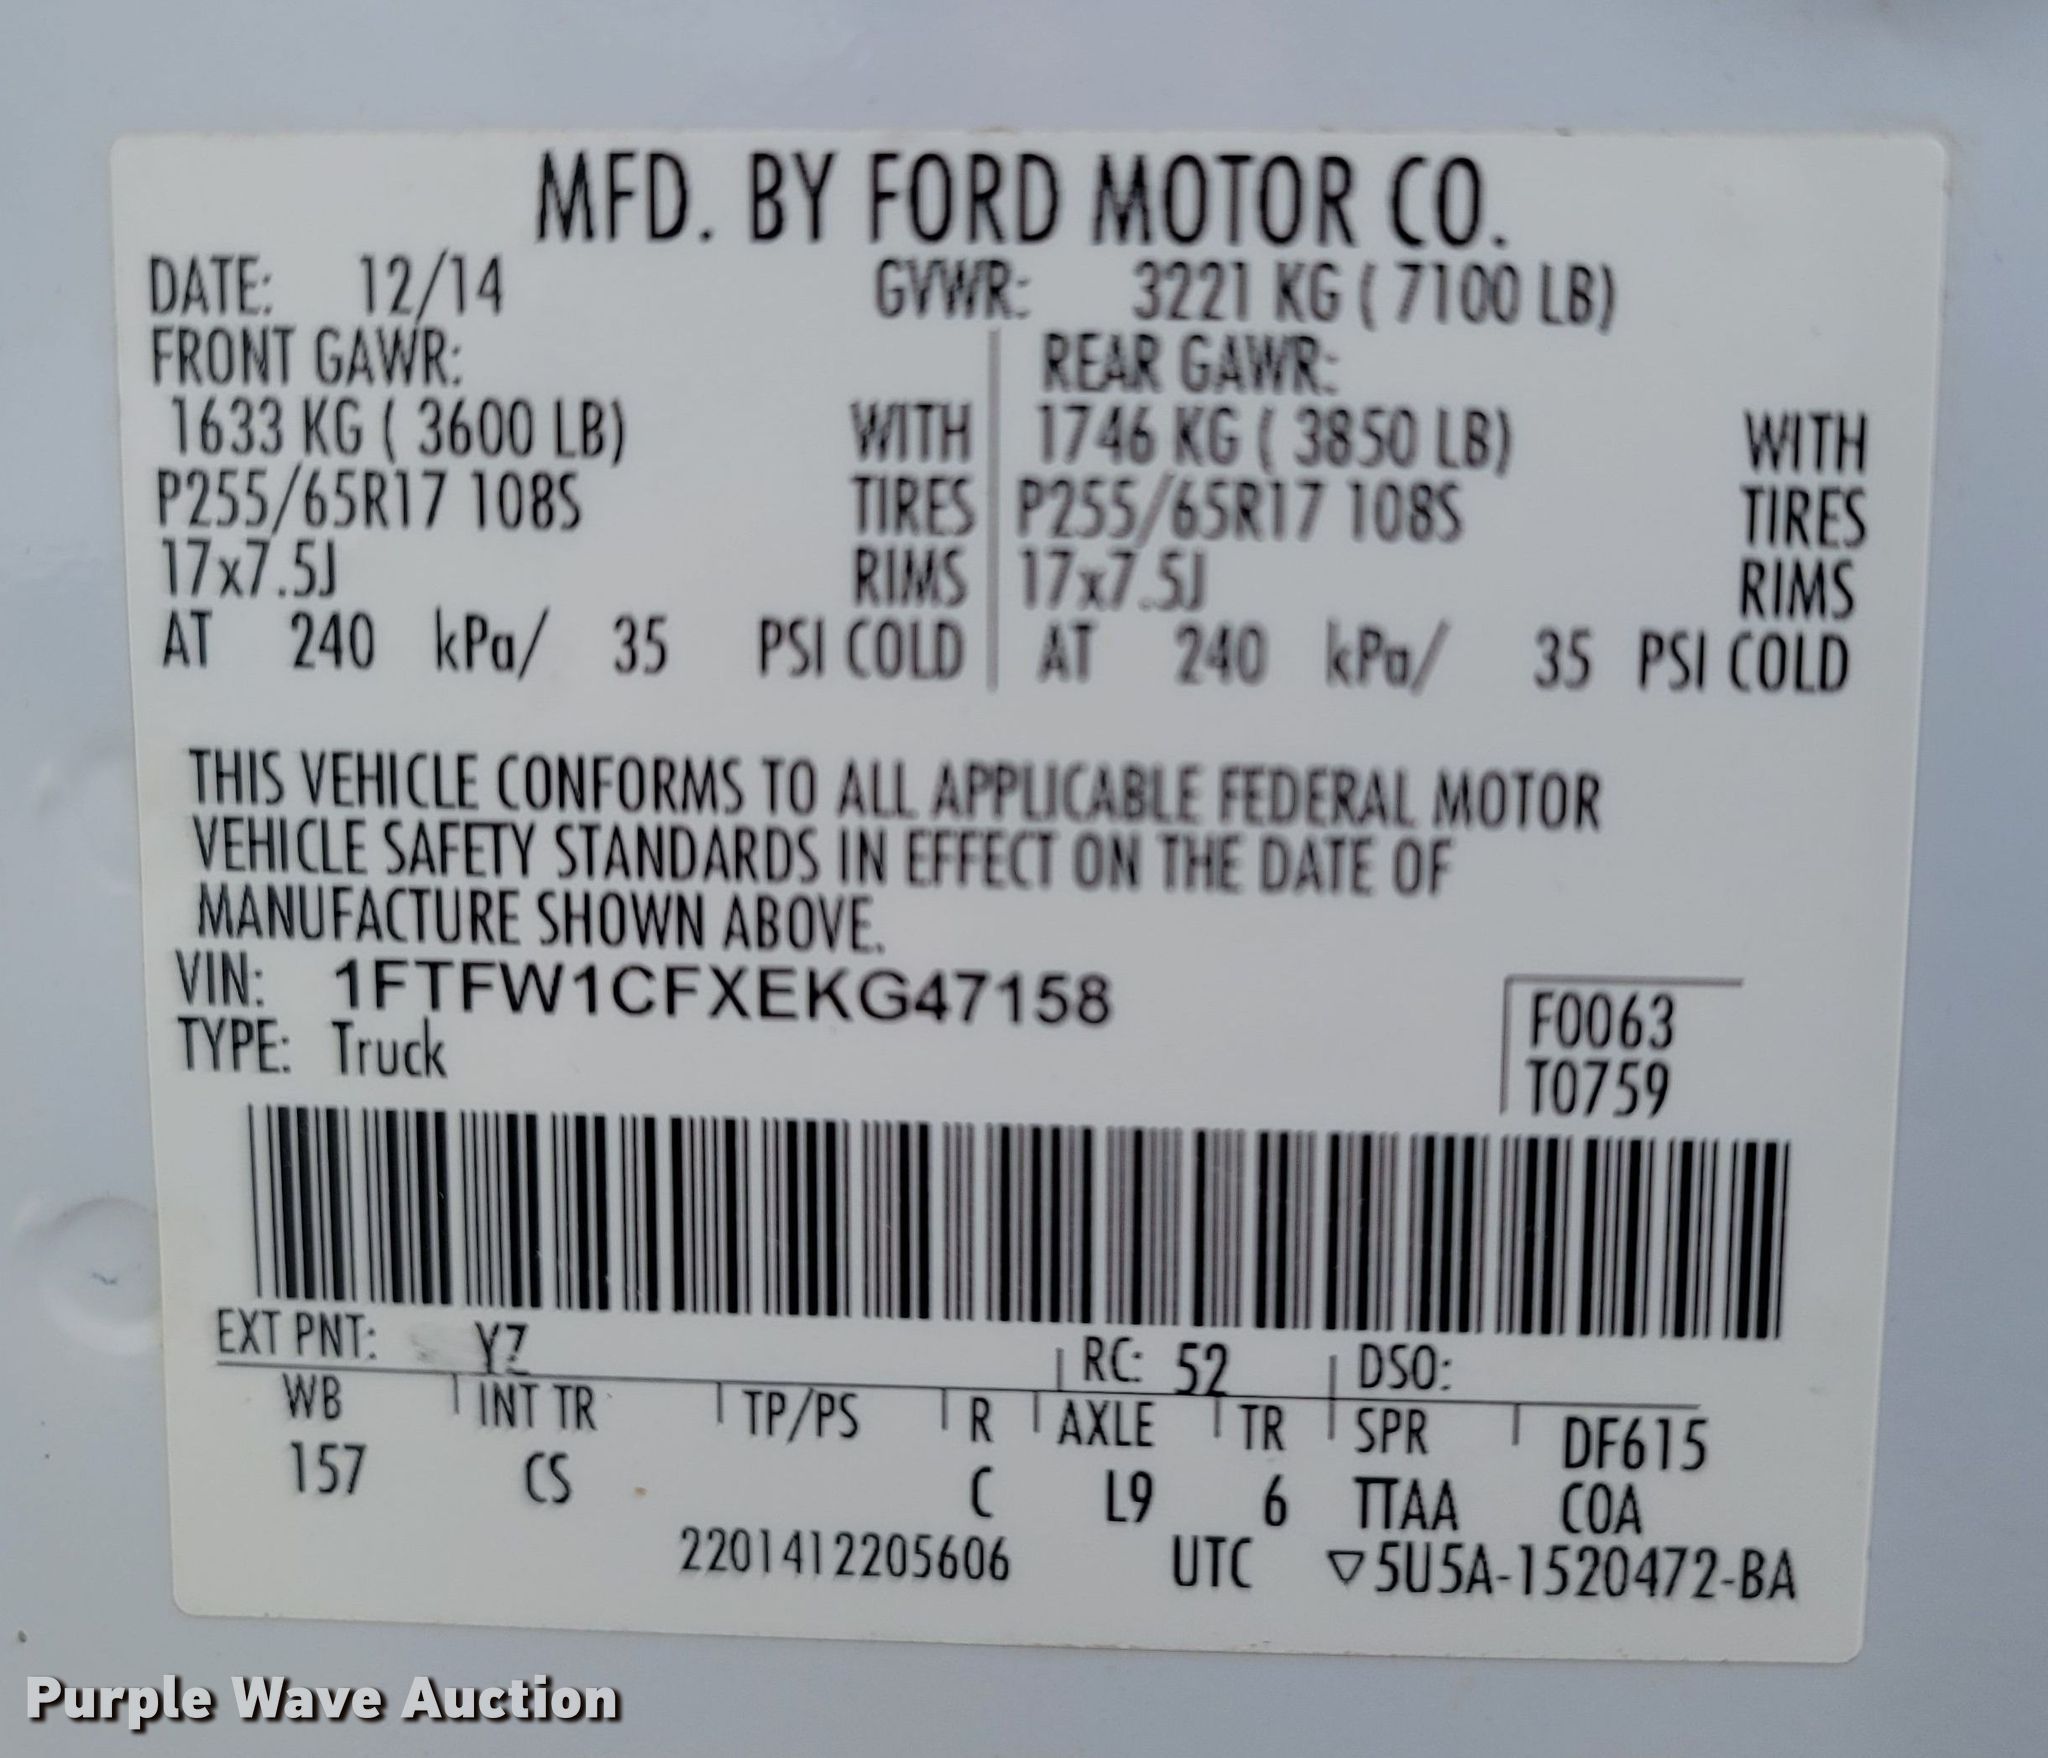 MFD. BY FORD MOTOR CO.
DATE: 12/14 GVWR: 3221 KG ( 7100 LB)
FRONT GAWR: REAR GAWR:
1633 KG ( 3600 LB) WITH 1746 KG ( 3850 LB) WITH
P255/65R17 108S TIRES P255/65R17 108S TIRES
17x7.5J RIMS 17x7.5J RIMS
AT 240 kPa/ 35 PSI COLD AT 240 kPa/ 35 PSI COLD
THIS VEHICLE CONFORMS TO ALL APPLICABLE FEDERAL MOTOR
VEHICLE SAFETY STANDARDS IN EFFECT ON THE DATE OF
MANUFACTURE SHOWN ABOVE.
VIN: 1FTFW1CFXEKG47158
TYPE: Truck
F0063
T0759
EXT PNT: YZ RC: 52 DSO:
WB INT TR TP/PS R AXLE TR SPR DF615
157 CS C L9 6 TTAA COA
2201412205606 UTC ▽5U5A-1520472-BA
Purple Wave Auction